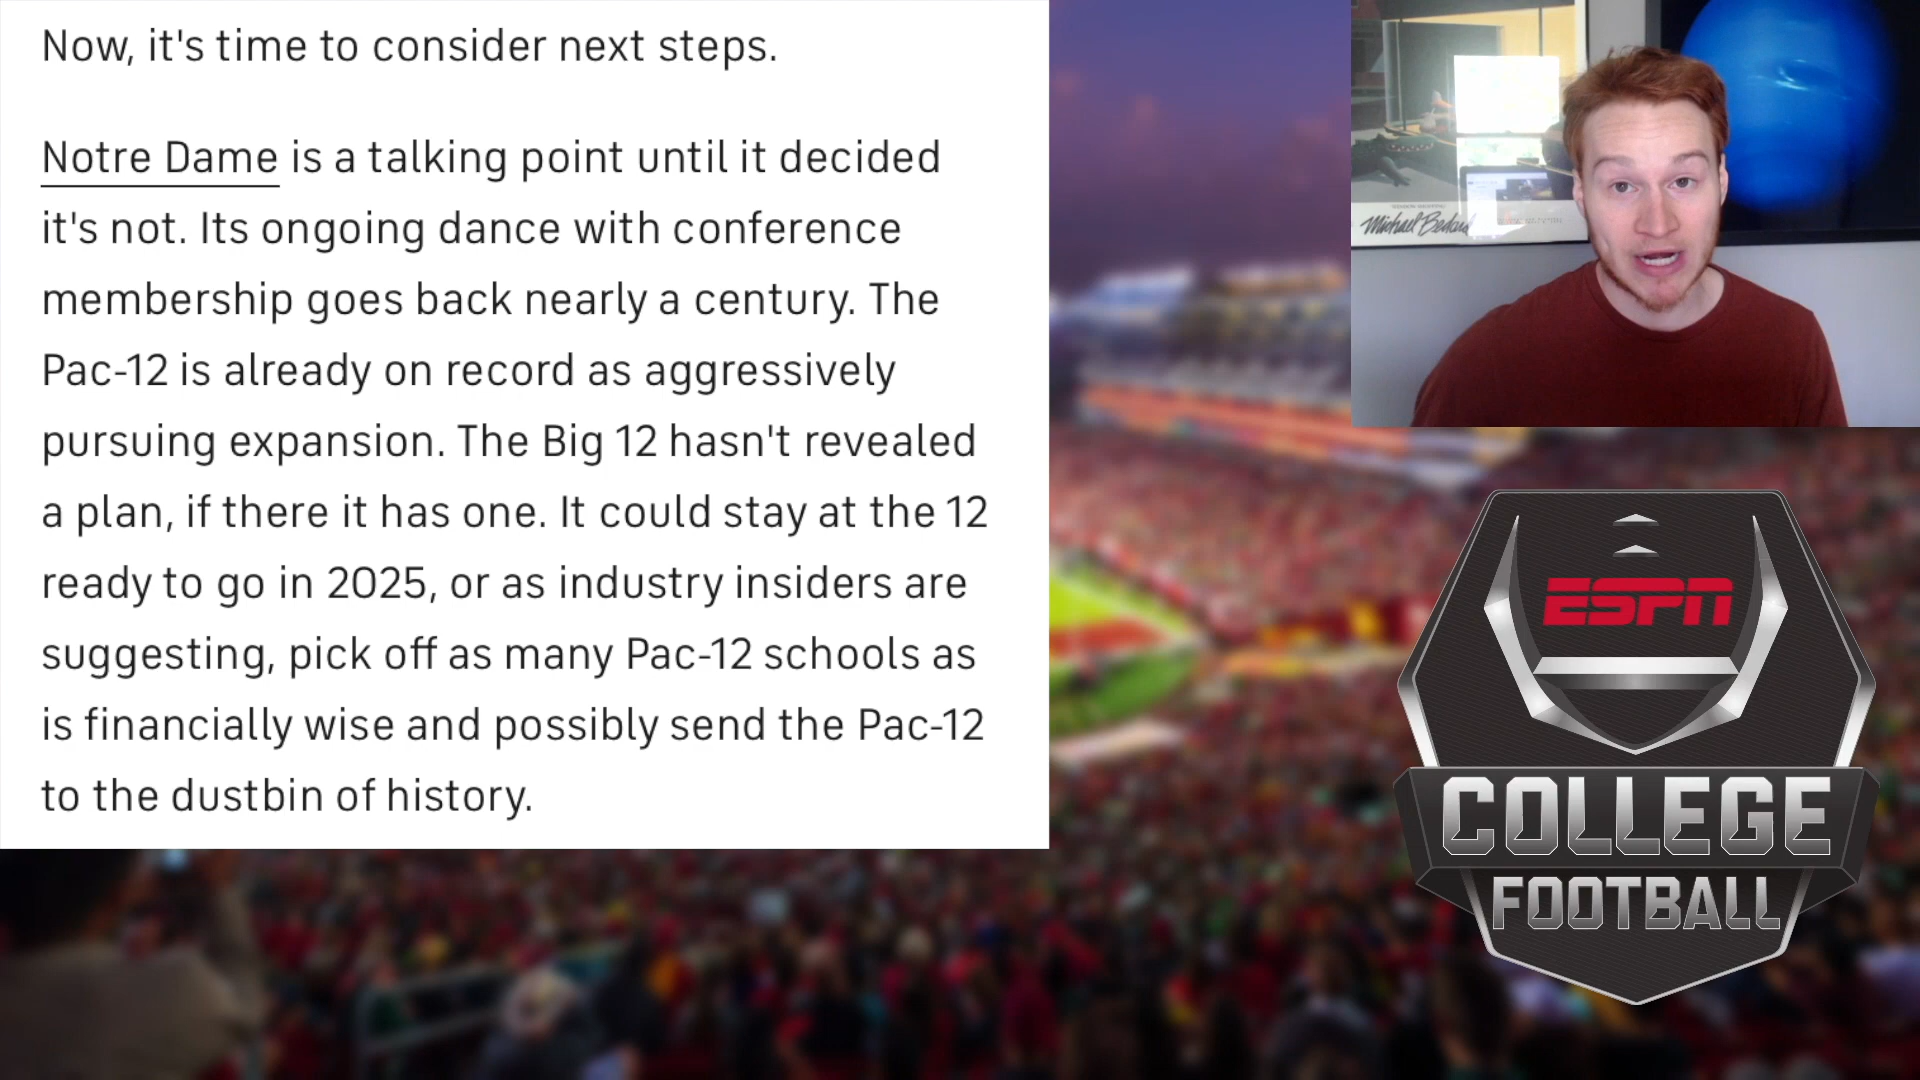 Now, it's time to consider next steps.
Notre Dame is a talking point until it decided
it's not. Its ongoing dance with conference
membership goes back nearly a century. The
Pac-12 is already on record as aggressively
pursuing expansion. The Big 12 hasn't revealed
a plan, if there it has one. It could stay at the 12
ready to go in 2025, or as industry insiders are
suggesting, pick off as many Pac-12 schools as
is financially wise and possibly send the Pac-12
to the dustbin of history.
Michael Bedard
ESPN
COLLEGE
FOOTBALL